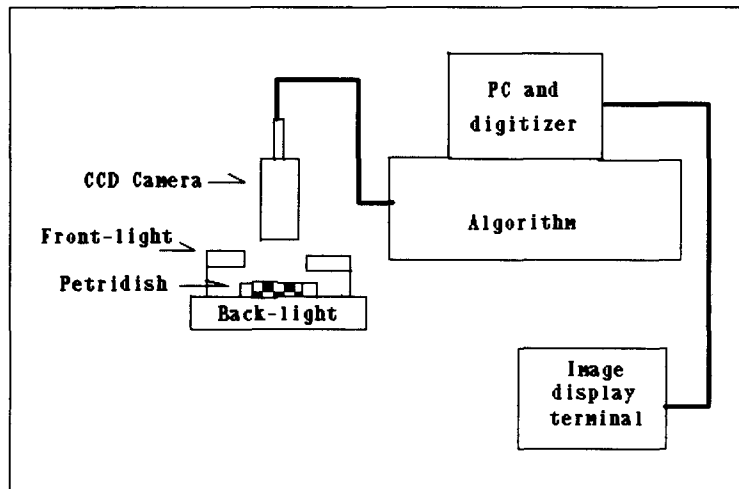 PC and
digitizer
CCD Camera
Algorithm
Front-light
Petridish
Back-light
Image
display
terminal